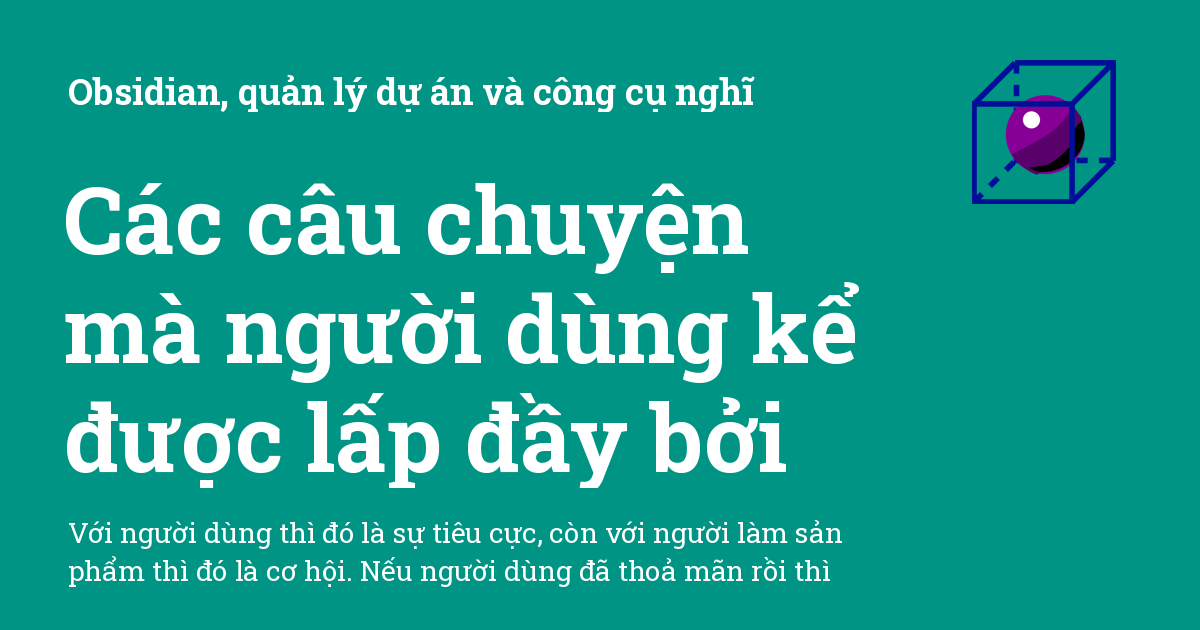 Obsidian, quản lý dự án và công cụ nghĩ
Các câu chuyện
mà người dùng kể
được lấp đầy bởi
Với người dùng thì đó là sự tiêu cực, còn với người làm sản
phẩm thì đó là cơ hội. Nếu người dùng đã thoả mãn rồi thì